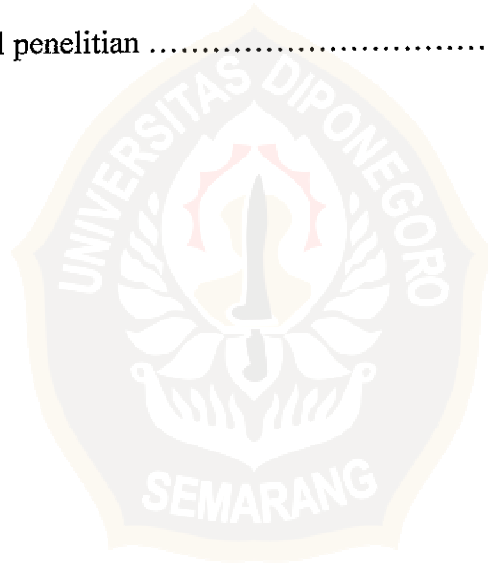 l penelitian ................................
UNIVERSITAS DIPONEGORO
SEMARANG